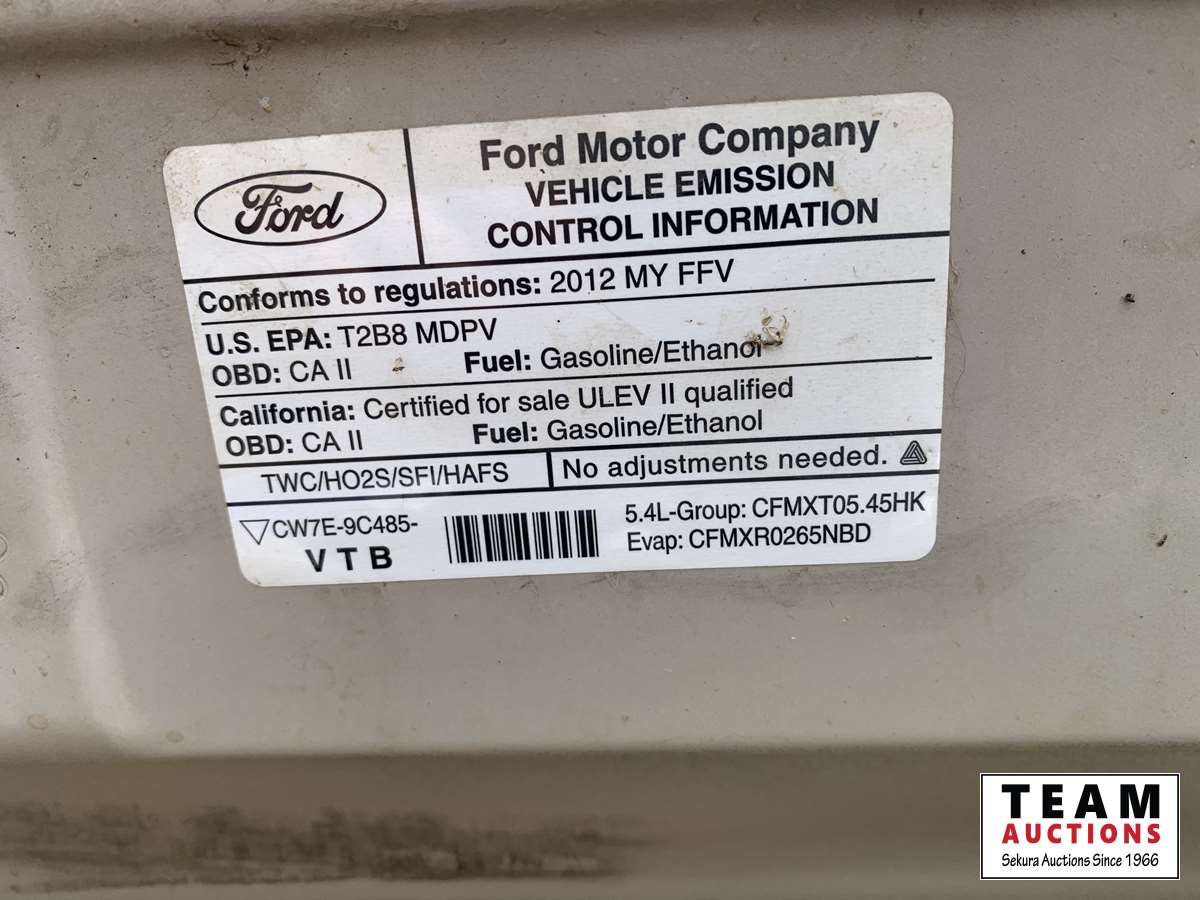 Ford
Ford Motor Company
VEHICLE EMISSION
CONTROL INFORMATION
Conforms to regulations: 2012 MY FFV
U.S. EPA: T2B8 MDPV
OBD: CA II Fuel: Gasoline/Ethanol
California: Certified for sale ULEV II qualified
OBD: CA II Fuel: Gasoline/Ethanol
TWC/HO2S/SFI/HAFS No adjustments needed.
CW7E-9C485-
VTB
5.4L-Group: CFMXT05.45HK
Evap: CFMXR0265NBD
TEAM
AUCTIONS
Sekura Auctions Since 1966